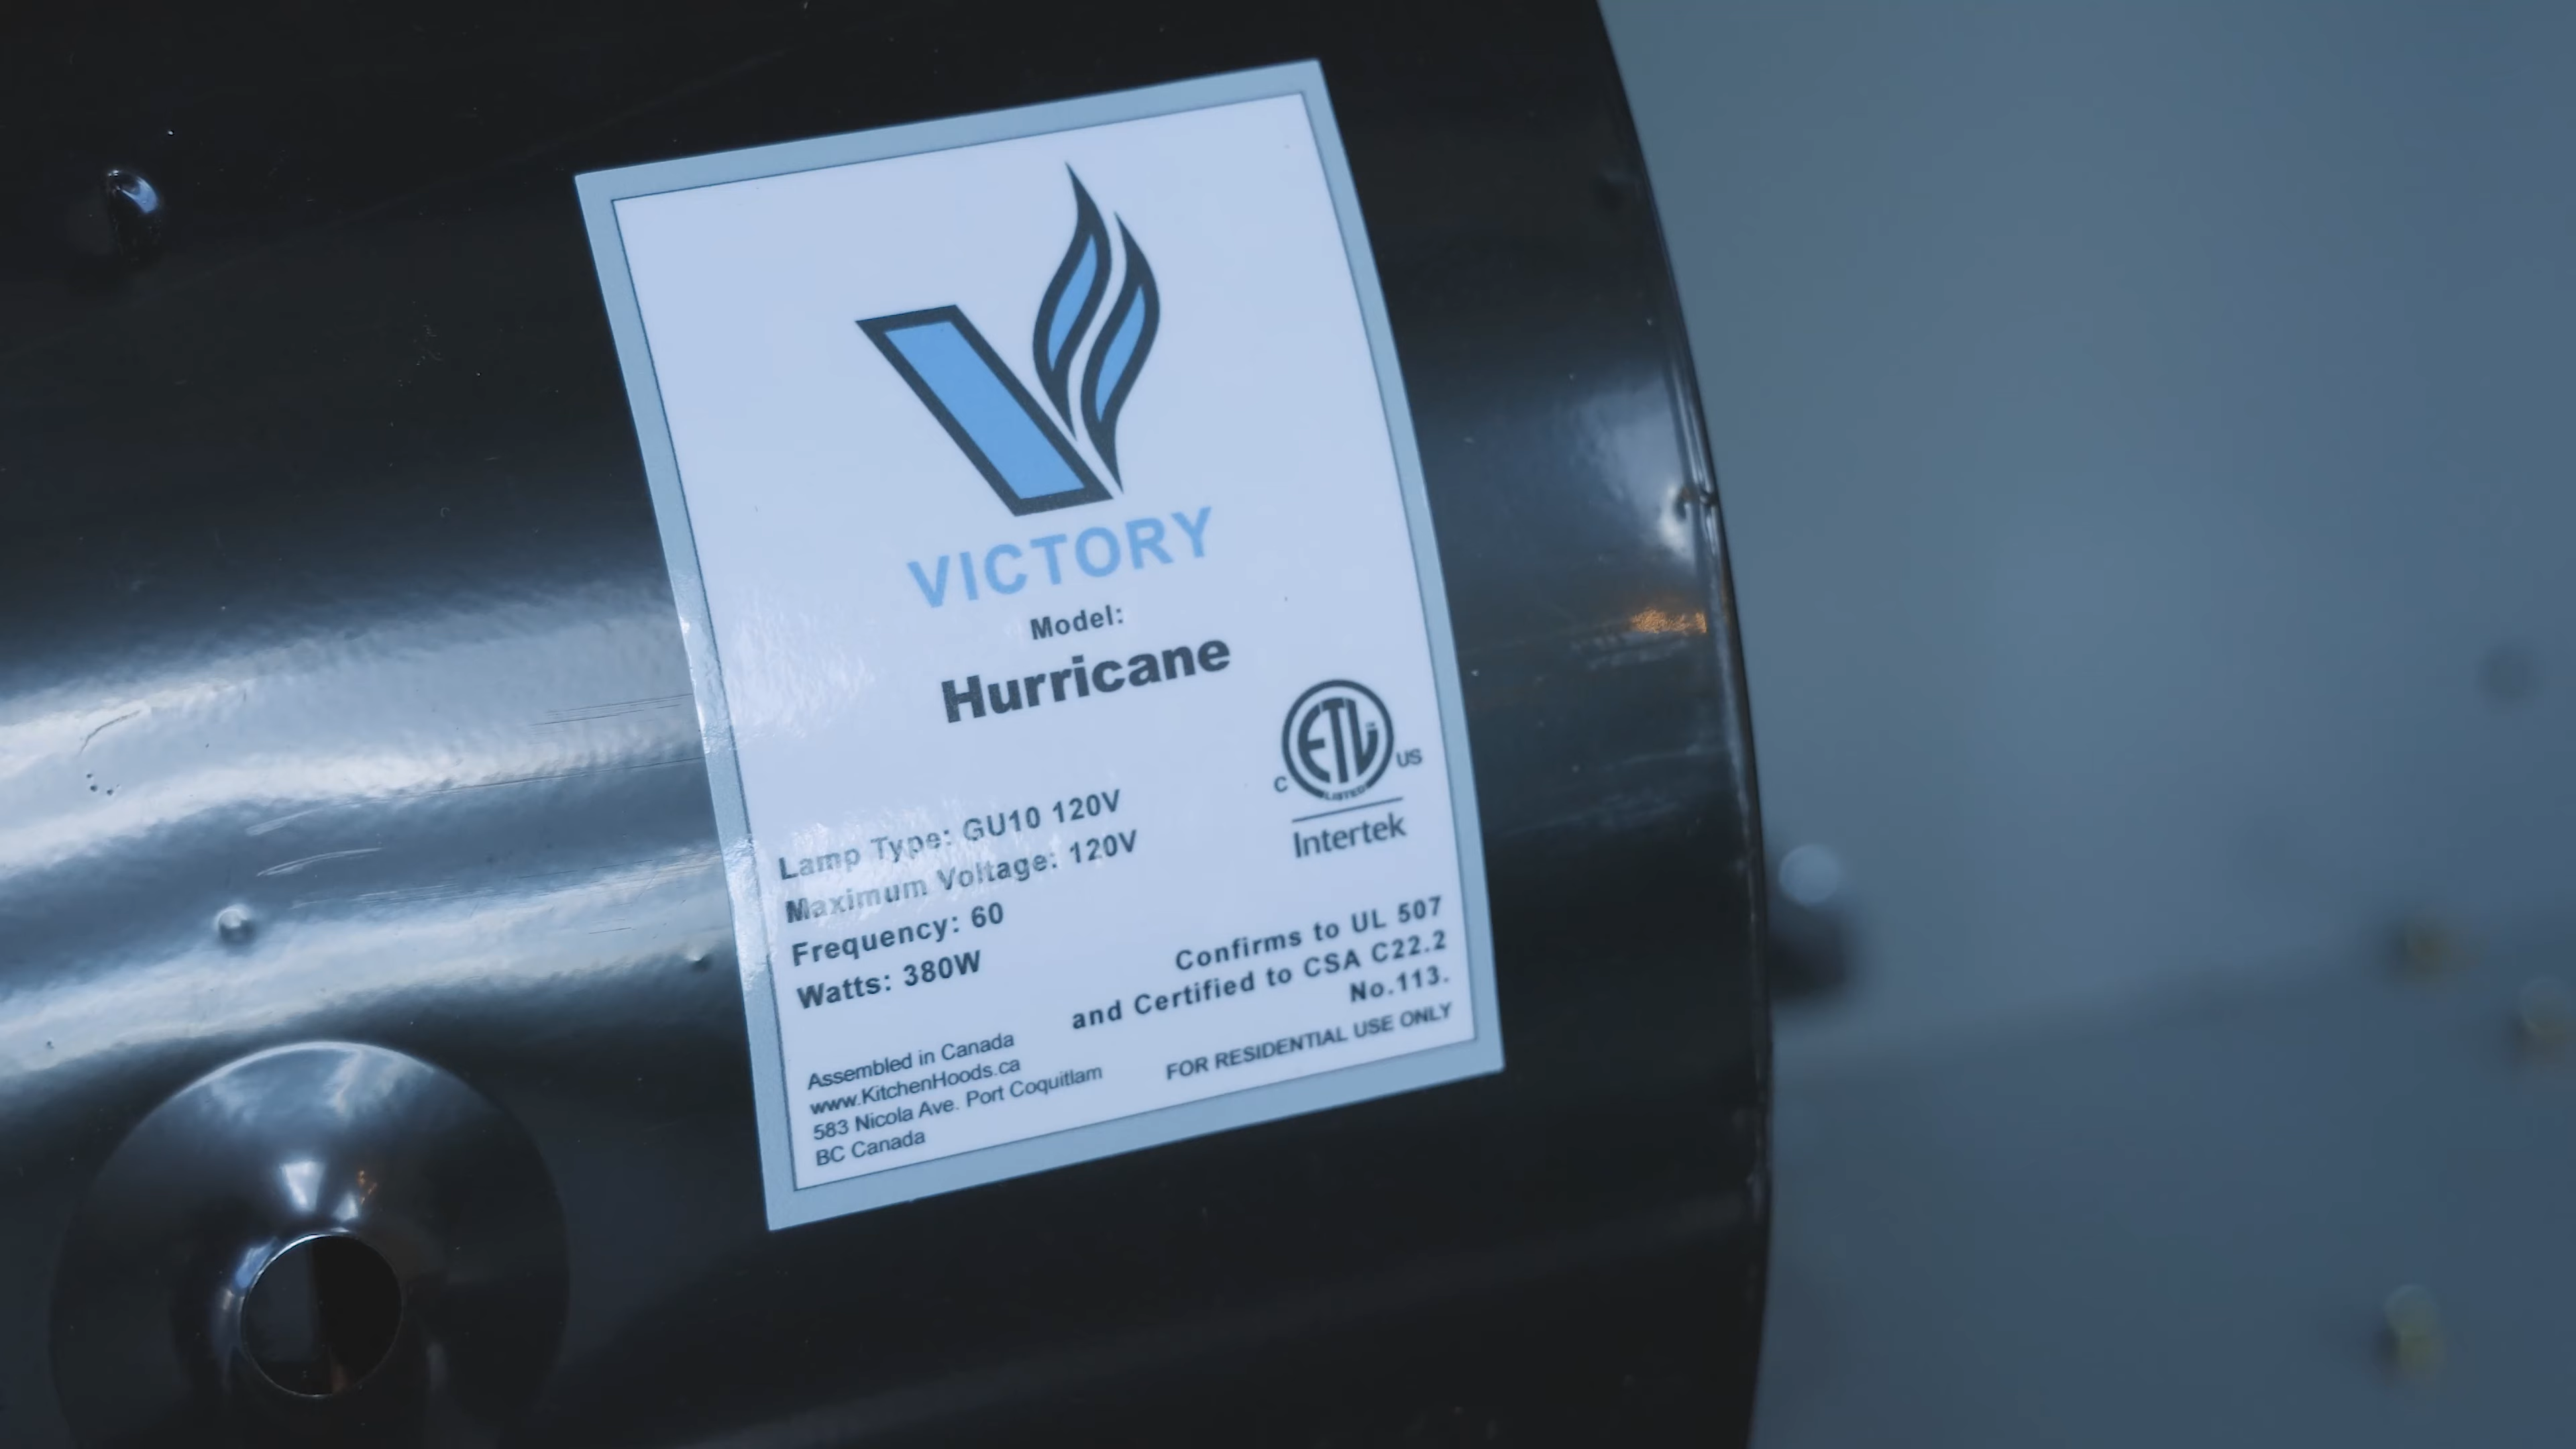 VICTORY
Model:
Hurricane
ETL
C
US
LISTED
Intertek
Lamp Type: GU10 120V
Maximum Voltage: 120V
Frequency: 60
Watts: 380W
Confirms to UL 507
and Certified to CSA C22.2
No.113.
FOR RESIDENTIAL USE ONLY
Assembled in Canada
www.KitchenHoods.ca
583 Nicola Ave. Port Coquitlam
BC Canada